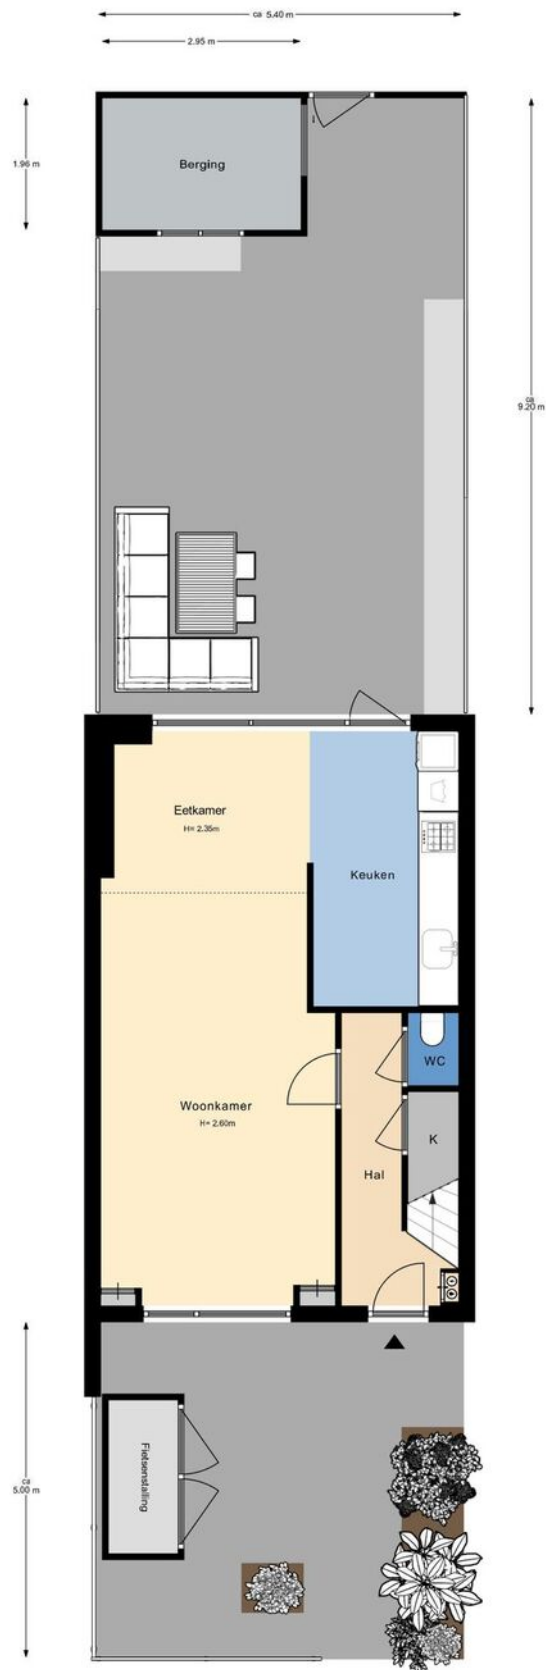 ca 5.40 m
2.95 m
1.96 m
Berging
ca
9.20 m
Eetkamer
H= 2.35m
Keuken
WC
Woonkamer
H= 2.60m
K
Hal
ca
5.00 m
Fietsenstalling